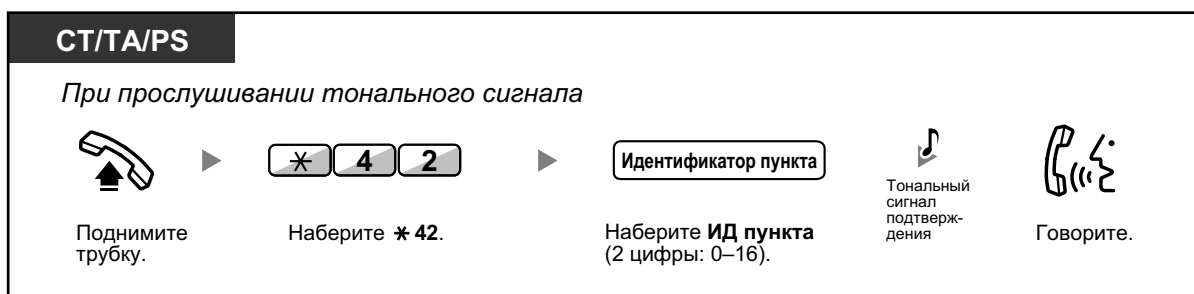 CT/TA/PS
При прослушивании тонального сигнала
* 4 2
Идентификатор пункта
Тональный
сигнал
подтверж-
дения
Поднимите
трубку.
Наберите * 42.
Наберите ИД пункта
(2 цифры: 0–16).
Говорите.